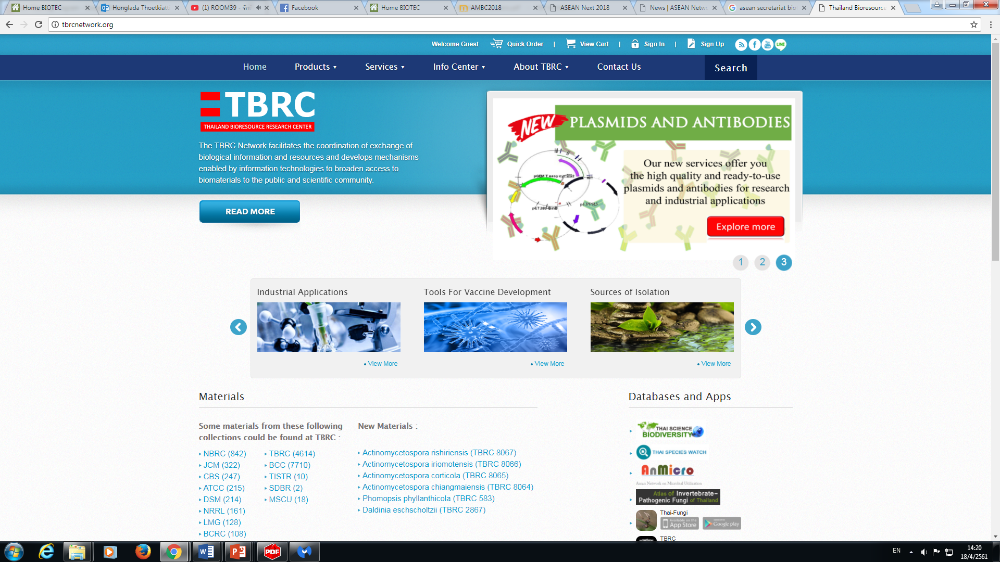 Home BIOTEC
Honglada Thoetkiatt
(1) ROOM39 -
Facebook
Home BIOTEC
AMBC2018
ASEAN Next 2018
News | ASEAN Netwo
asean secretariat bio
Thailand Bioresource
tbrcnetwork.org
Welcome Guest Quick Order | View Cart | Sign In | Sign Up
You Tube
LINE
Home Products Services Info Center About TBRC Contact Us Search
TBRC
THAILAND BIORESOURCE RESEARCH CENTER
The TBRC Network facilitates the coordination of exchange of
biological information and resources and develops mechanisms
enabled by information technologies to broaden access to
biomaterials to the public and scientific community.
READ MORE
NEW PLASMIDS AND ANTIBODIES
pGEM T easy
pET28b-BinB
pLPPR3
Our new services offer you
the high quality and ready-to-use
plasmids and antibodies for research
and industrial applications
Explore more
1 2 3
Industrial Applications
View More
Tools For Vaccine Development
View More
Sources of Isolation
View More
Materials
Some materials from these following
collections could be found at TBRC :
NBRC (842)
JCM (322)
CBS (247)
ATCC (215)
DSM (214)
NRRL (161)
LMG (128)
BCRC (108)
TBRC (4614)
BCC (7710)
TISTR (10)
SDBR (2)
MSCU (18)
New Materials :
Actinomycetospora rishiriensis (TBRC 8067)
Actinomycetospora iriomotensis (TBRC 8066)
Actinomycetospora corticola (TBRC 8065)
Actinomycetospora chiangmaiensis (TBRC 8064)
Phomopsis phyllanthicola (TBRC 583)
Daldinia eschscholtzii (TBRC 2867)
Databases and Apps
THAI SCIENCE
BIODIVERSITY
THAI SPECIES WATCH
AnMicro
Asean Network on Microbial Utilization
Atlas of Invertebrate-
Pathogenic Fungi of Thailand
Thai-Fungi
Available on the
App Store
Google play
TBRC
PDF
EN
14:20
18/4/2561